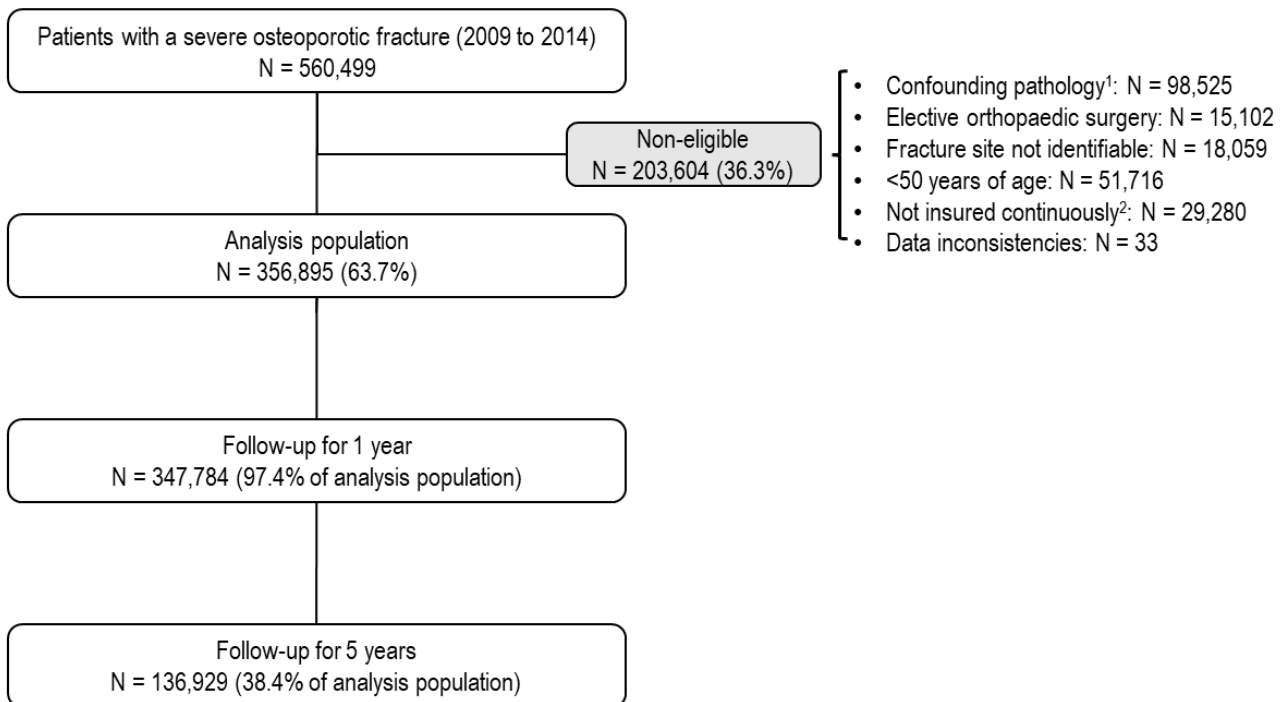 Patients with a severe osteoporotic fracture (2009 to 2014)
N = 560,499
Non-eligible
N = 203,604 (36.3%)
• Confounding pathology¹: N = 98,525
• Elective orthopaedic surgery: N = 15,102
• Fracture site not identifiable: N = 18,059
• <50 years of age: N = 51,716
• Not insured continuously²: N = 29,280
• Data inconsistencies: N = 33
Analysis population
N = 356,895 (63.7%)
Follow-up for 1 year
N = 347,784 (97.4% of analysis population)
Follow-up for 5 years
N = 136,929 (38.4% of analysis population)